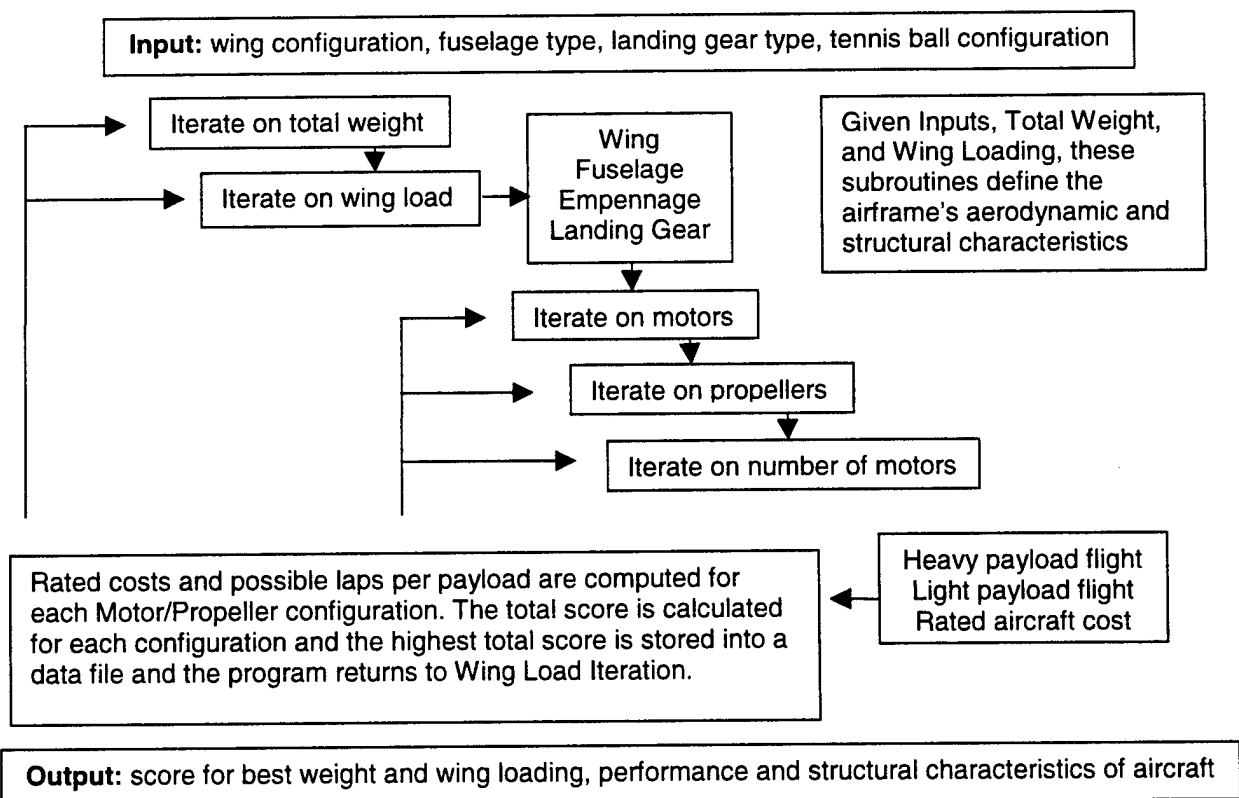 Input: wing configuration, fuselage type, landing gear type, tennis ball configuration
Iterate on total weight
Iterate on wing load
Wing
Fuselage
Empennage
Landing Gear
Given Inputs, Total Weight,
and Wing Loading, these
subroutines define the
airframe's aerodynamic and
structural characteristics
Iterate on motors
Iterate on propellers
Iterate on number of motors
Heavy payload flight
Light payload flight
Rated aircraft cost
Rated costs and possible laps per payload are computed for
each Motor/Propeller configuration. The total score is calculated
for each configuration and the highest total score is stored into a
data file and the program returns to Wing Load Iteration.
Output: score for best weight and wing loading, performance and structural characteristics of aircraft